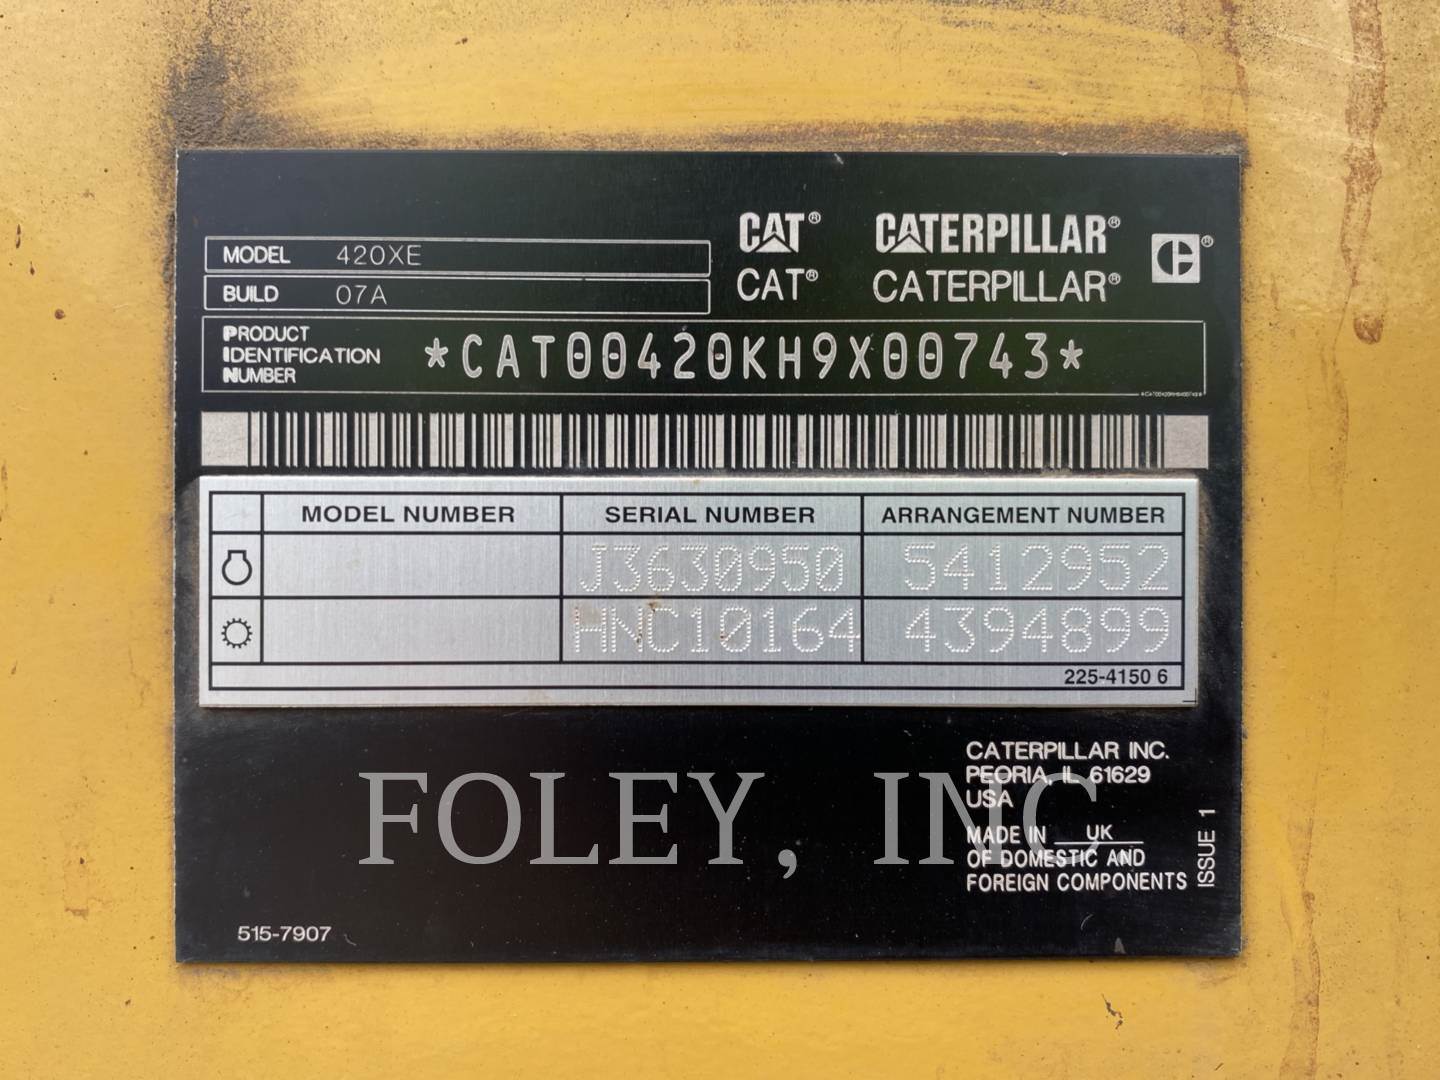 CAT® CATERPILLAR®
CAT® CATERPILLAR®
C®
MODEL 420XE
BUILD 07A
PRODUCT
IDENTIFICATION
NUMBER
*CAT00420KH9X00743*
*CAT00420KH9X00743*
MODEL NUMBER SERIAL NUMBER ARRANGEMENT NUMBER
J3630950 5412952
HNC10164 4394899
225-4150 6
CATERPILLAR INC.
PEORIA, IL 61629
USA
MADE IN UK
OF DOMESTIC AND
FOREIGN COMPONENTS
ISSUE 1
FOLEY, INC.
515-7907